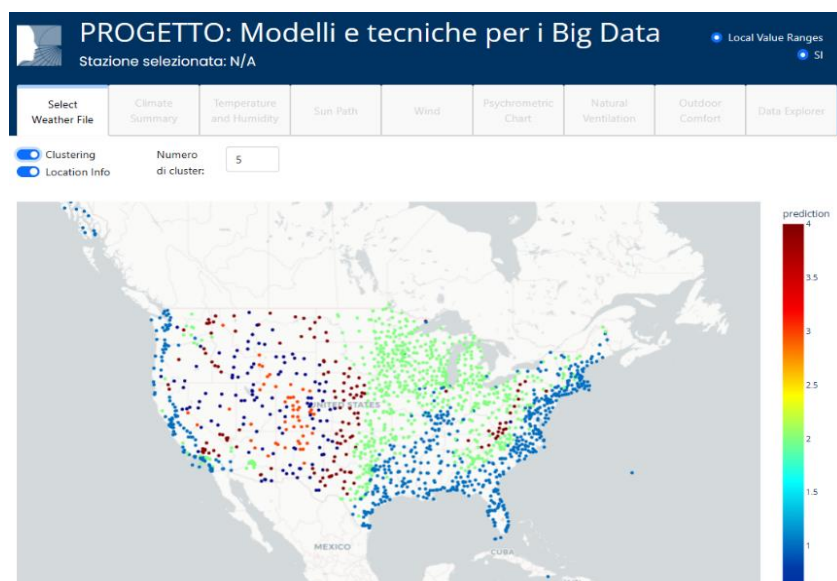 PROGETTO: Modelli e tecniche per i Big Data
Stazione selezionata: N/A
Local Value Ranges
SI
Select
Weather File
Climate
Summary
Temperature
and Humidity
Sun Path
Wind
Psychrometric
Chart
Natural
Ventilation
Outdoor
Comfort
Data Explorer
Clustering
Location Info
Numero
di cluster:
5
prediction
4
3
2.5
2
1.5
1
UNITED STATES
MEXICO
CUBA